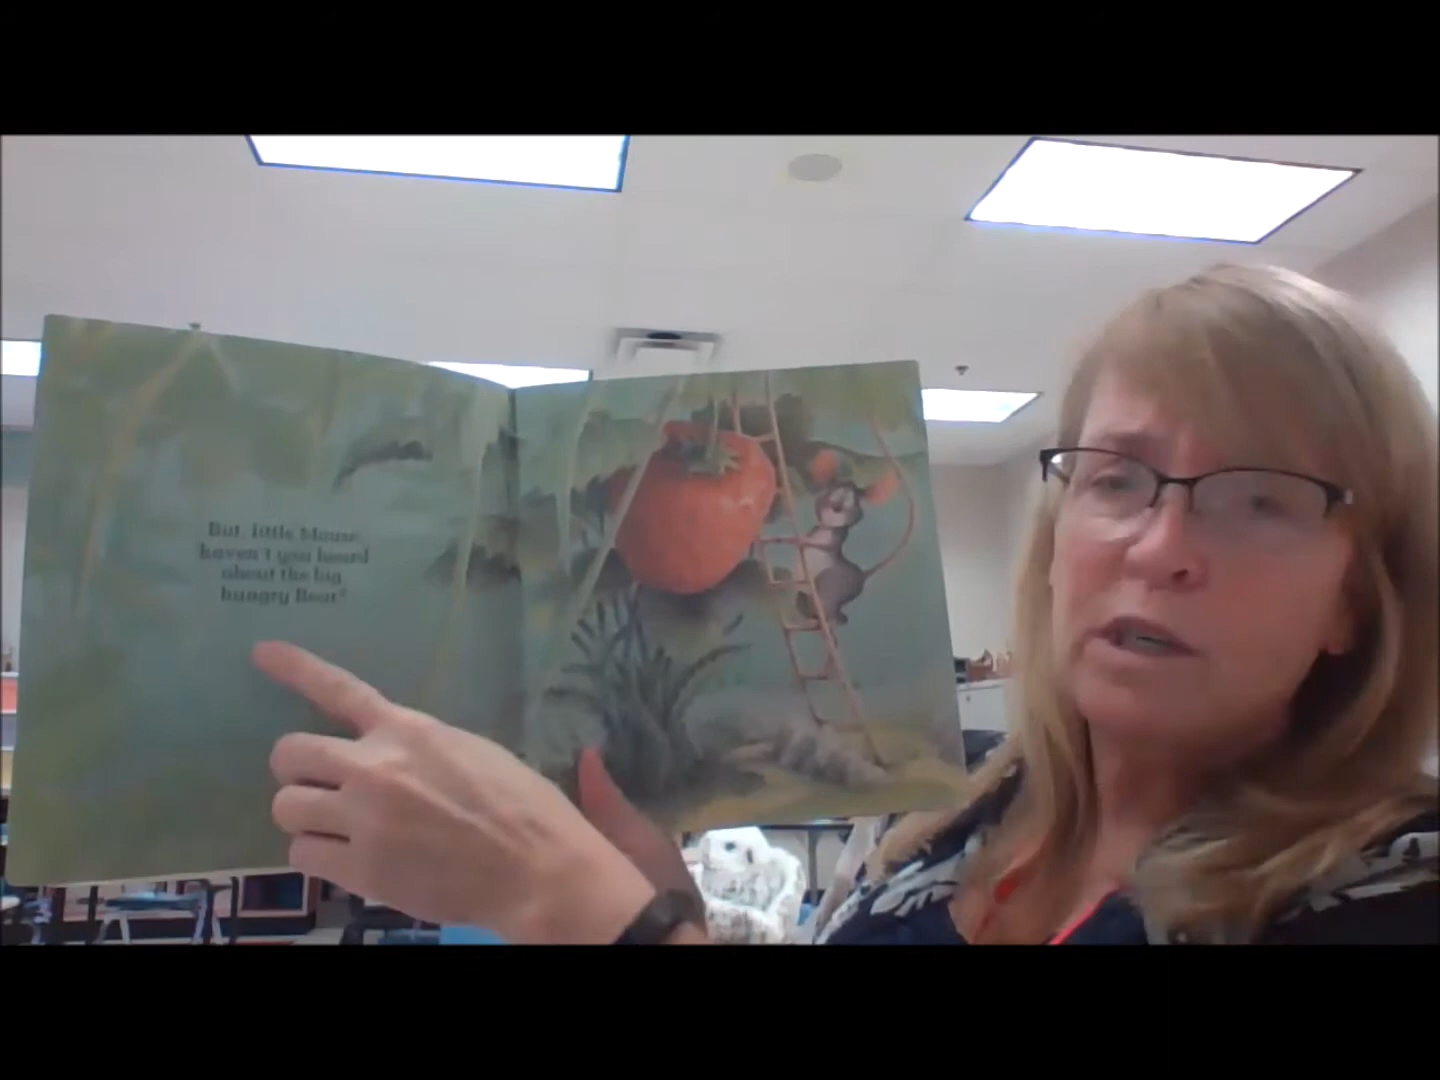 But, little Mouse,
haven't you heard
about the big,
hungry Bear?